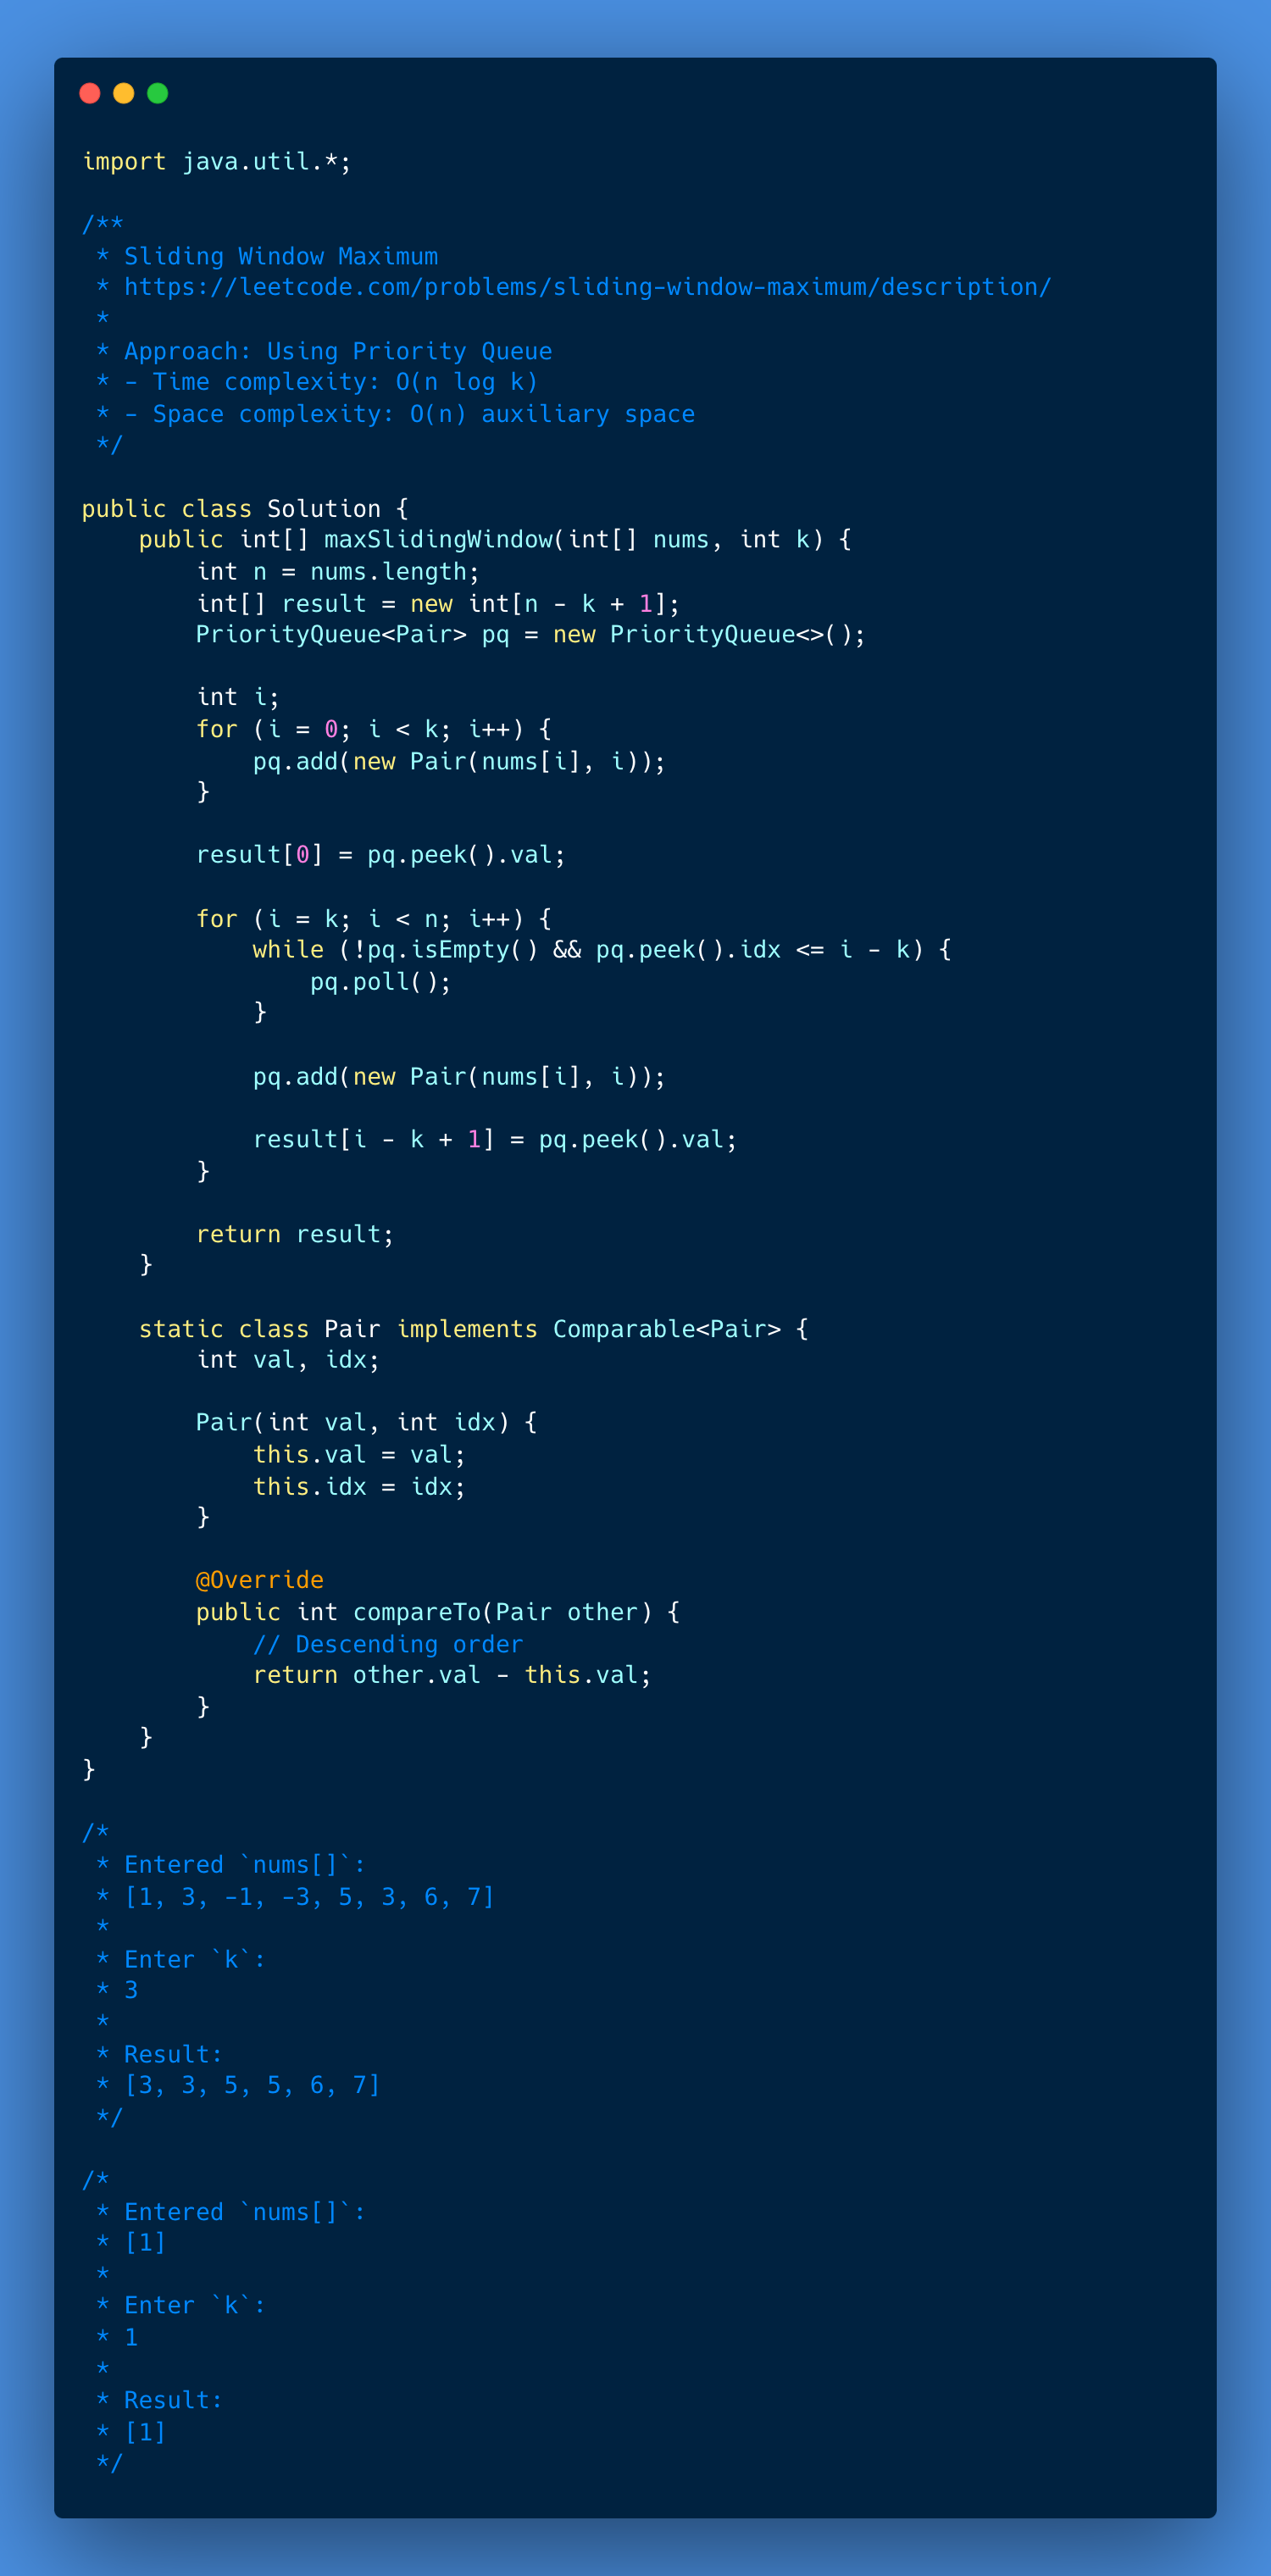 import java.util.*;

/**
 * Sliding Window Maximum
 * https://leetcode.com/problems/sliding-window-maximum/description/
 *
 * Approach: Using Priority Queue
 * - Time complexity: O(n log k)
 * - Space complexity: O(n) auxiliary space
 */

public class Solution {
    public int[] maxSlidingWindow(int[] nums, int k) {
        int n = nums.length;
        int[] result = new int[n - k + 1];
        PriorityQueue<Pair> pq = new PriorityQueue<>();

        int i;
        for (i = 0; i < k; i++) {
            pq.add(new Pair(nums[i], i));
        }

        result[0] = pq.peek().val;

        for (i = k; i < n; i++) {
            while (!pq.isEmpty() && pq.peek().idx <= i - k) {
                pq.poll();
            }

            pq.add(new Pair(nums[i], i));

            result[i - k + 1] = pq.peek().val;
        }

        return result;
    }

    static class Pair implements Comparable<Pair> {
        int val, idx;

        Pair(int val, int idx) {
            this.val = val;
            this.idx = idx;
        }

        @Override
        public int compareTo(Pair other) {
            // Descending order
            return other.val - this.val;
        }
    }
}

/*
 * Entered `nums[]`:
 * [1, 3, -1, -3, 5, 3, 6, 7]
 *
 * Enter `k`:
 * 3
 *
 * Result:
 * [3, 3, 5, 5, 6, 7]
 */

/*
 * Entered `nums[]`:
 * [1]
 *
 * Enter `k`:
 * 1
 *
 * Result:
 * [1]
 */